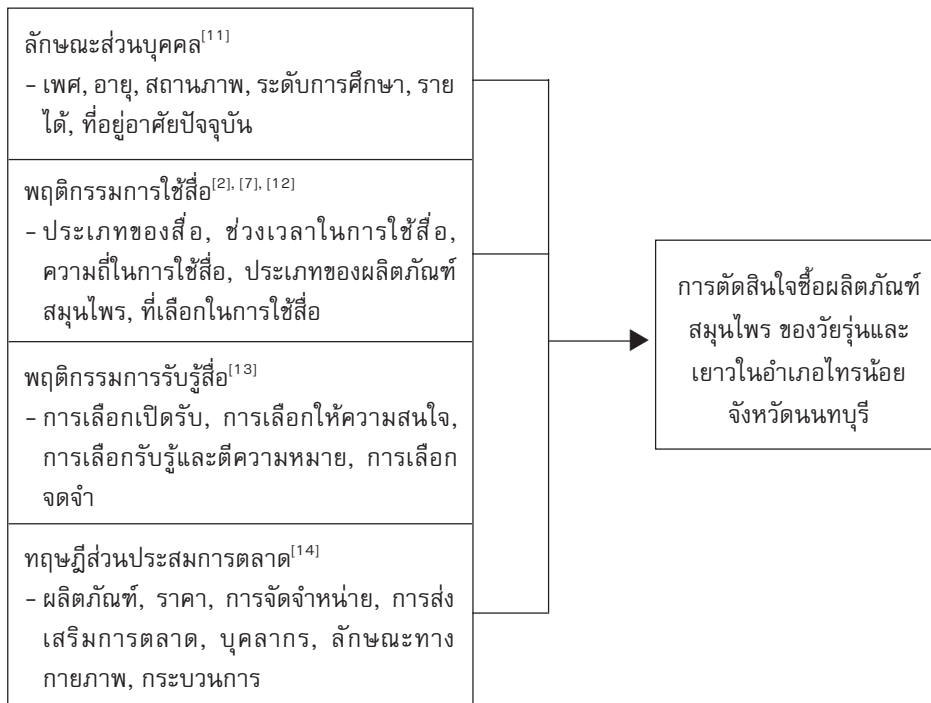 ลักษณะส่วนบุคคล[11]
- เพศ, อายุ, สถานภาพ, ระดับการศึกษา, ราย
ได้, ที่อยู่อาศัยปัจจุบัน
พฤติกรรมการใช้สื่อ[2], [7], [12]
- ประเภทของสื่อ, ช่วงเวลาในการใช้สื่อ,
ความถี่ในการใช้สื่อ, ประเภทของผลิตภัณฑ์
สมุนไพร, ที่เลือกในการใช้สื่อ
พฤติกรรมการรับรู้สื่อ[13]
- การเลือกเปิดรับ, การเลือกให้ความสนใจ,
การเลือกรับรู้และตีความหมาย, การเลือก
จดจำ
ทฤษฎีส่วนประสมการตลาด[14]
- ผลิตภัณฑ์, ราคา, การจัดจำหน่าย, การส่ง
เสริมการตลาด, บุคลากร, ลักษณะทาง
กายภาพ, กระบวนการ
การตัดสินใจซื้อผลิตภัณฑ์
สมุนไพร ของวัยรุ่นและ
เยาวในอำเภอไทรน้อย
จังหวัดนนทบุรี